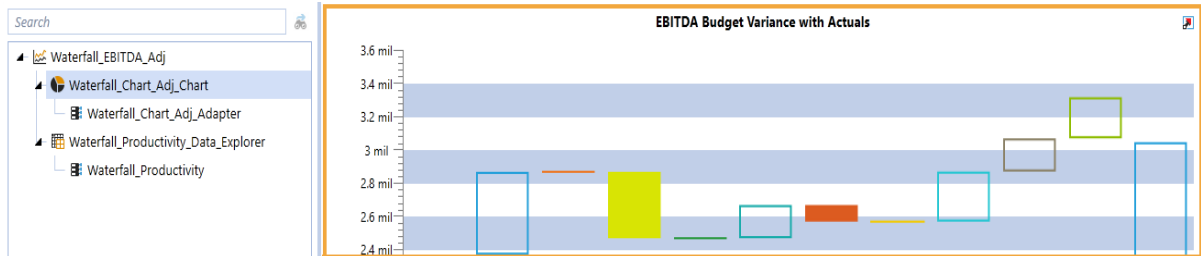 Search
Waterfall_EBITDA_Adj
Waterfall_Chart_Adj_Chart
Waterfall_Chart_Adj_Adapter
Waterfall_Productivity_Data_Explorer
Waterfall_Productivity
EBITDA Budget Variance with Actuals
3.6 mil
3.4 mil
3.2 mil
3 mil
2.8 mil
2.6 mil
2.4 mil